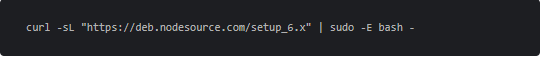 curl -sL "https://deb.nodesource.com/setup_6.x" | sudo -E bash -